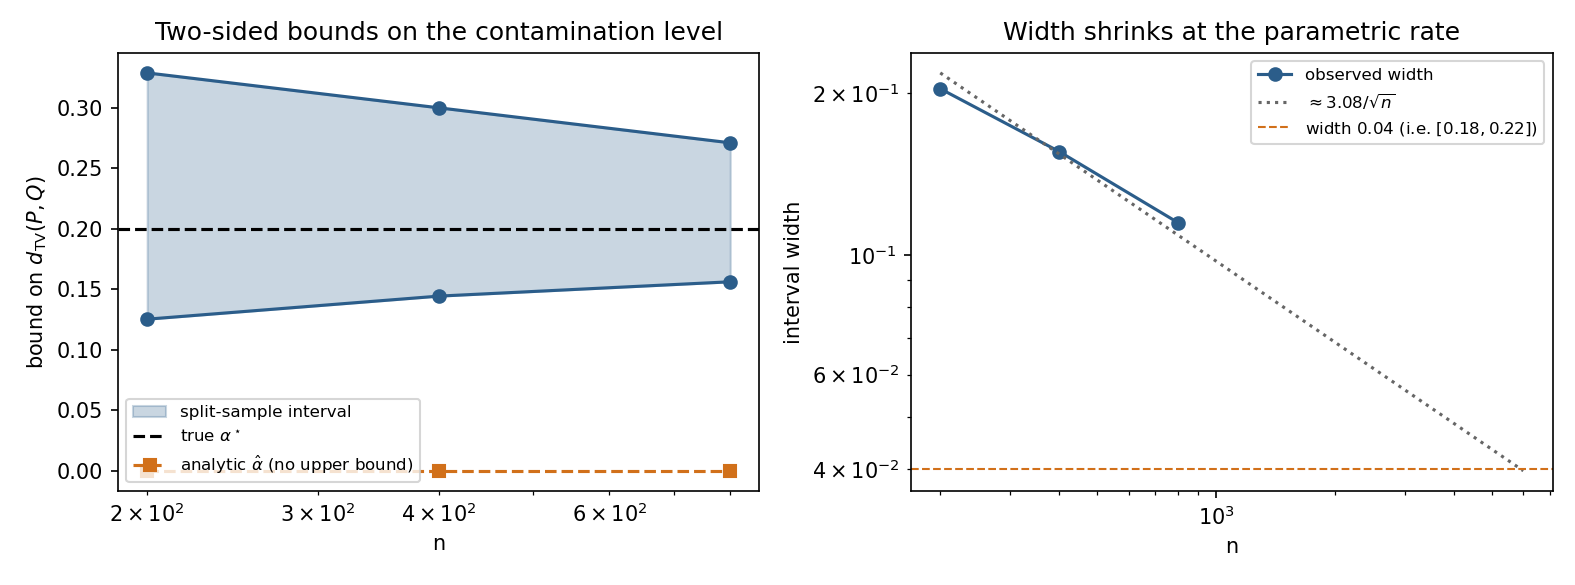 Two-sided bounds on the contamination level
bound on d_TV(P, Q)
0.30
0.25
0.20
0.15
0.10
0.05
0.00
split-sample interval
true α⋆
analytic α̂ (no upper bound)
2 × 10²
3 × 10²
4 × 10²
6 × 10²
n
Width shrinks at the parametric rate
interval width
2 × 10⁻¹
10⁻¹
6 × 10⁻²
4 × 10⁻²
observed width
≈ 3.08/√n
width 0.04 (i.e. [0.18, 0.22])
10³
n